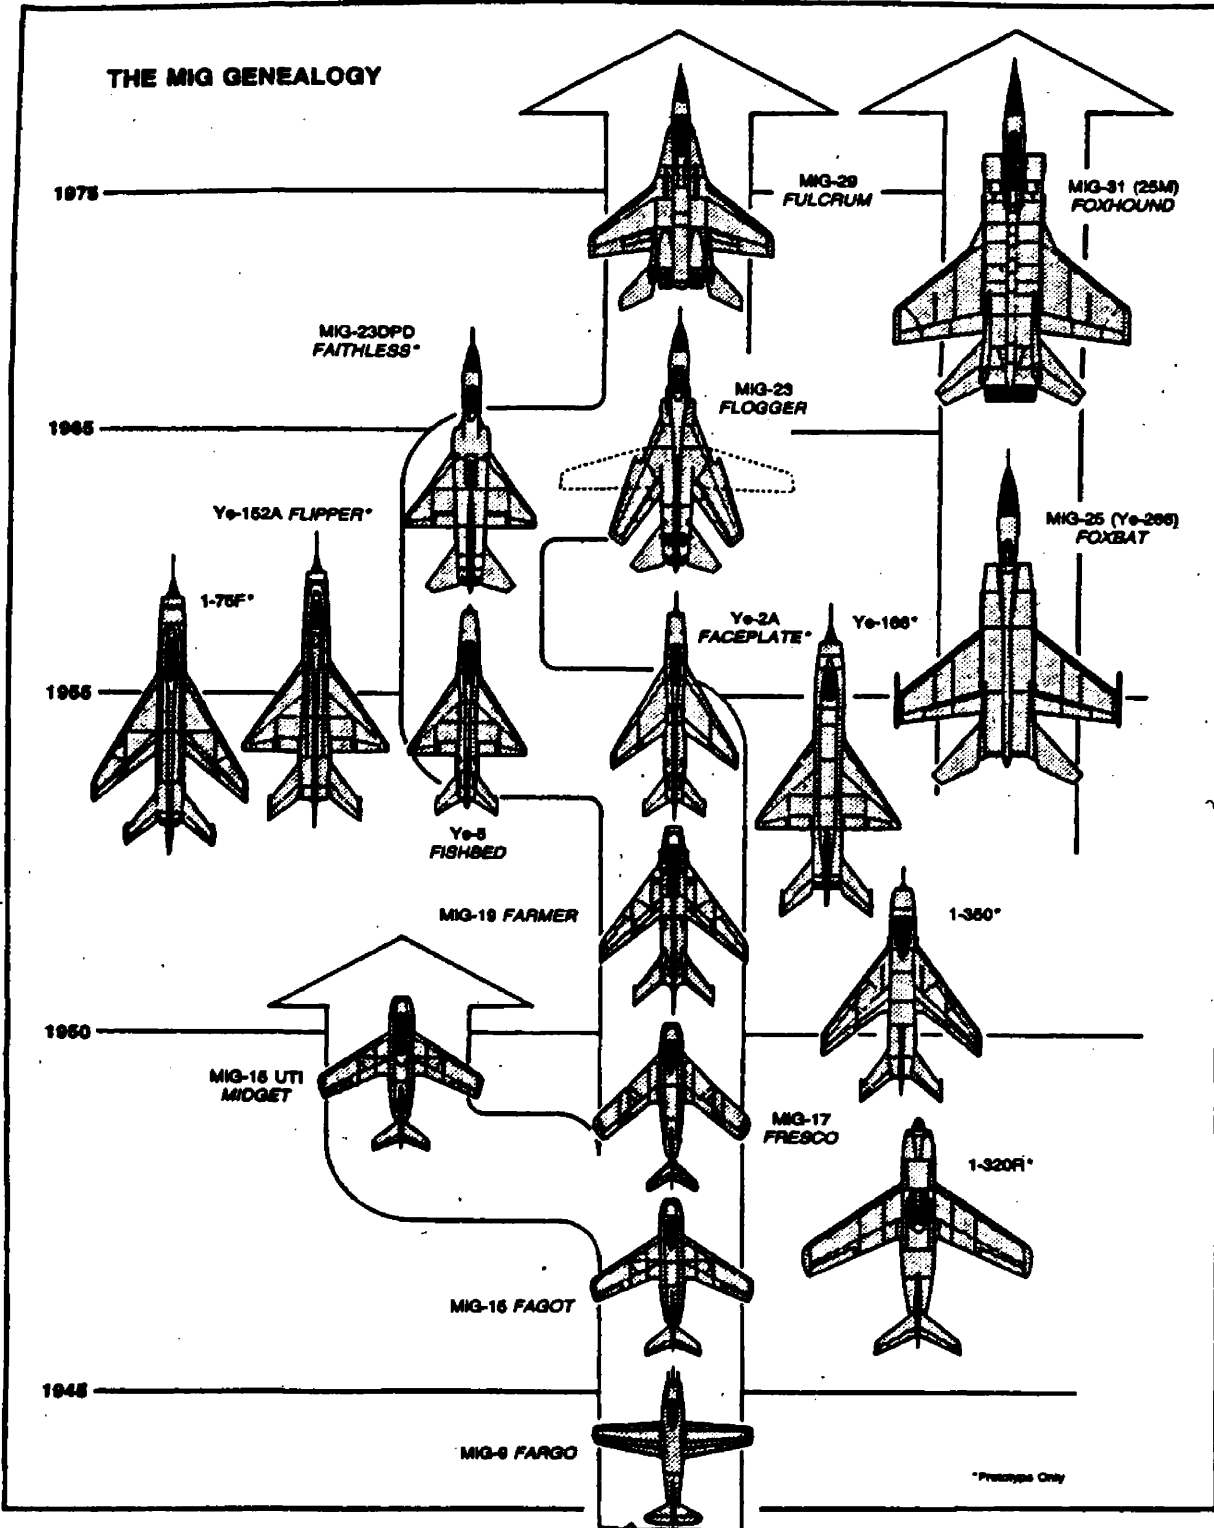 THE MIG GENEALOGY
1975
MIG-29
FULCRUM
MIG-31 (25M)
FOXHOUND
MIG-23DPD
FAITHLESS*
MIG-23
FLOGGER
1965
Ye-152A FLIPPER*
MIG-25 (Ye-266)
FOXBAT
1-75F*
Ye-2A
FACEPLATE*
Ye-166*
1955
Ye-5
FISHBED
MIG-19 FARMER
1-350*
1950
MIG-15 UTI
MIDGET
MIG-17
FRESCO
1-320R*
MIG-15 FAGOT
1945
MIG-9 FARGO
*Prototype Only